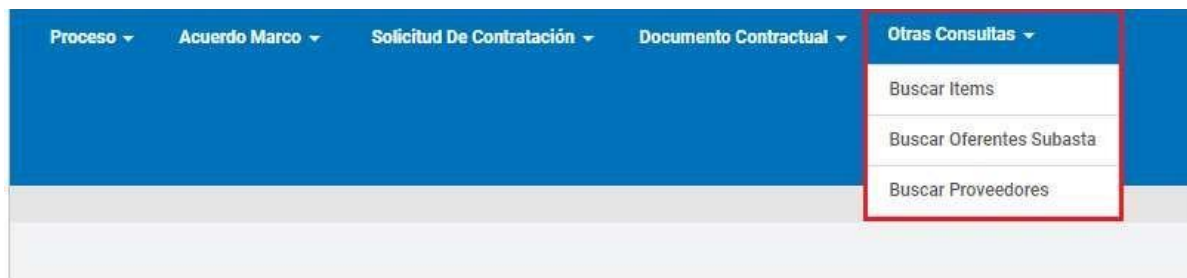 Proceso Acuerdo Marco Solicitud De Contratación Documento Contractual Otras Consultas
Buscar Items
Buscar Oferentes Subasta
Buscar Proveedores